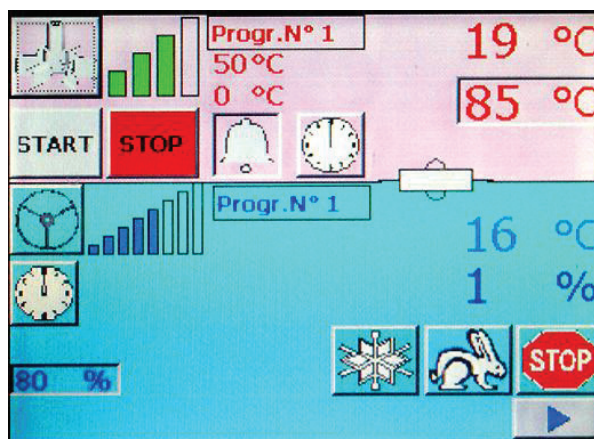 Progr.N° 1
19 °C
50°C
0 °C
85 °C
START
STOP
Progr.N° 1
16 °C
1 %
STOP
80 %